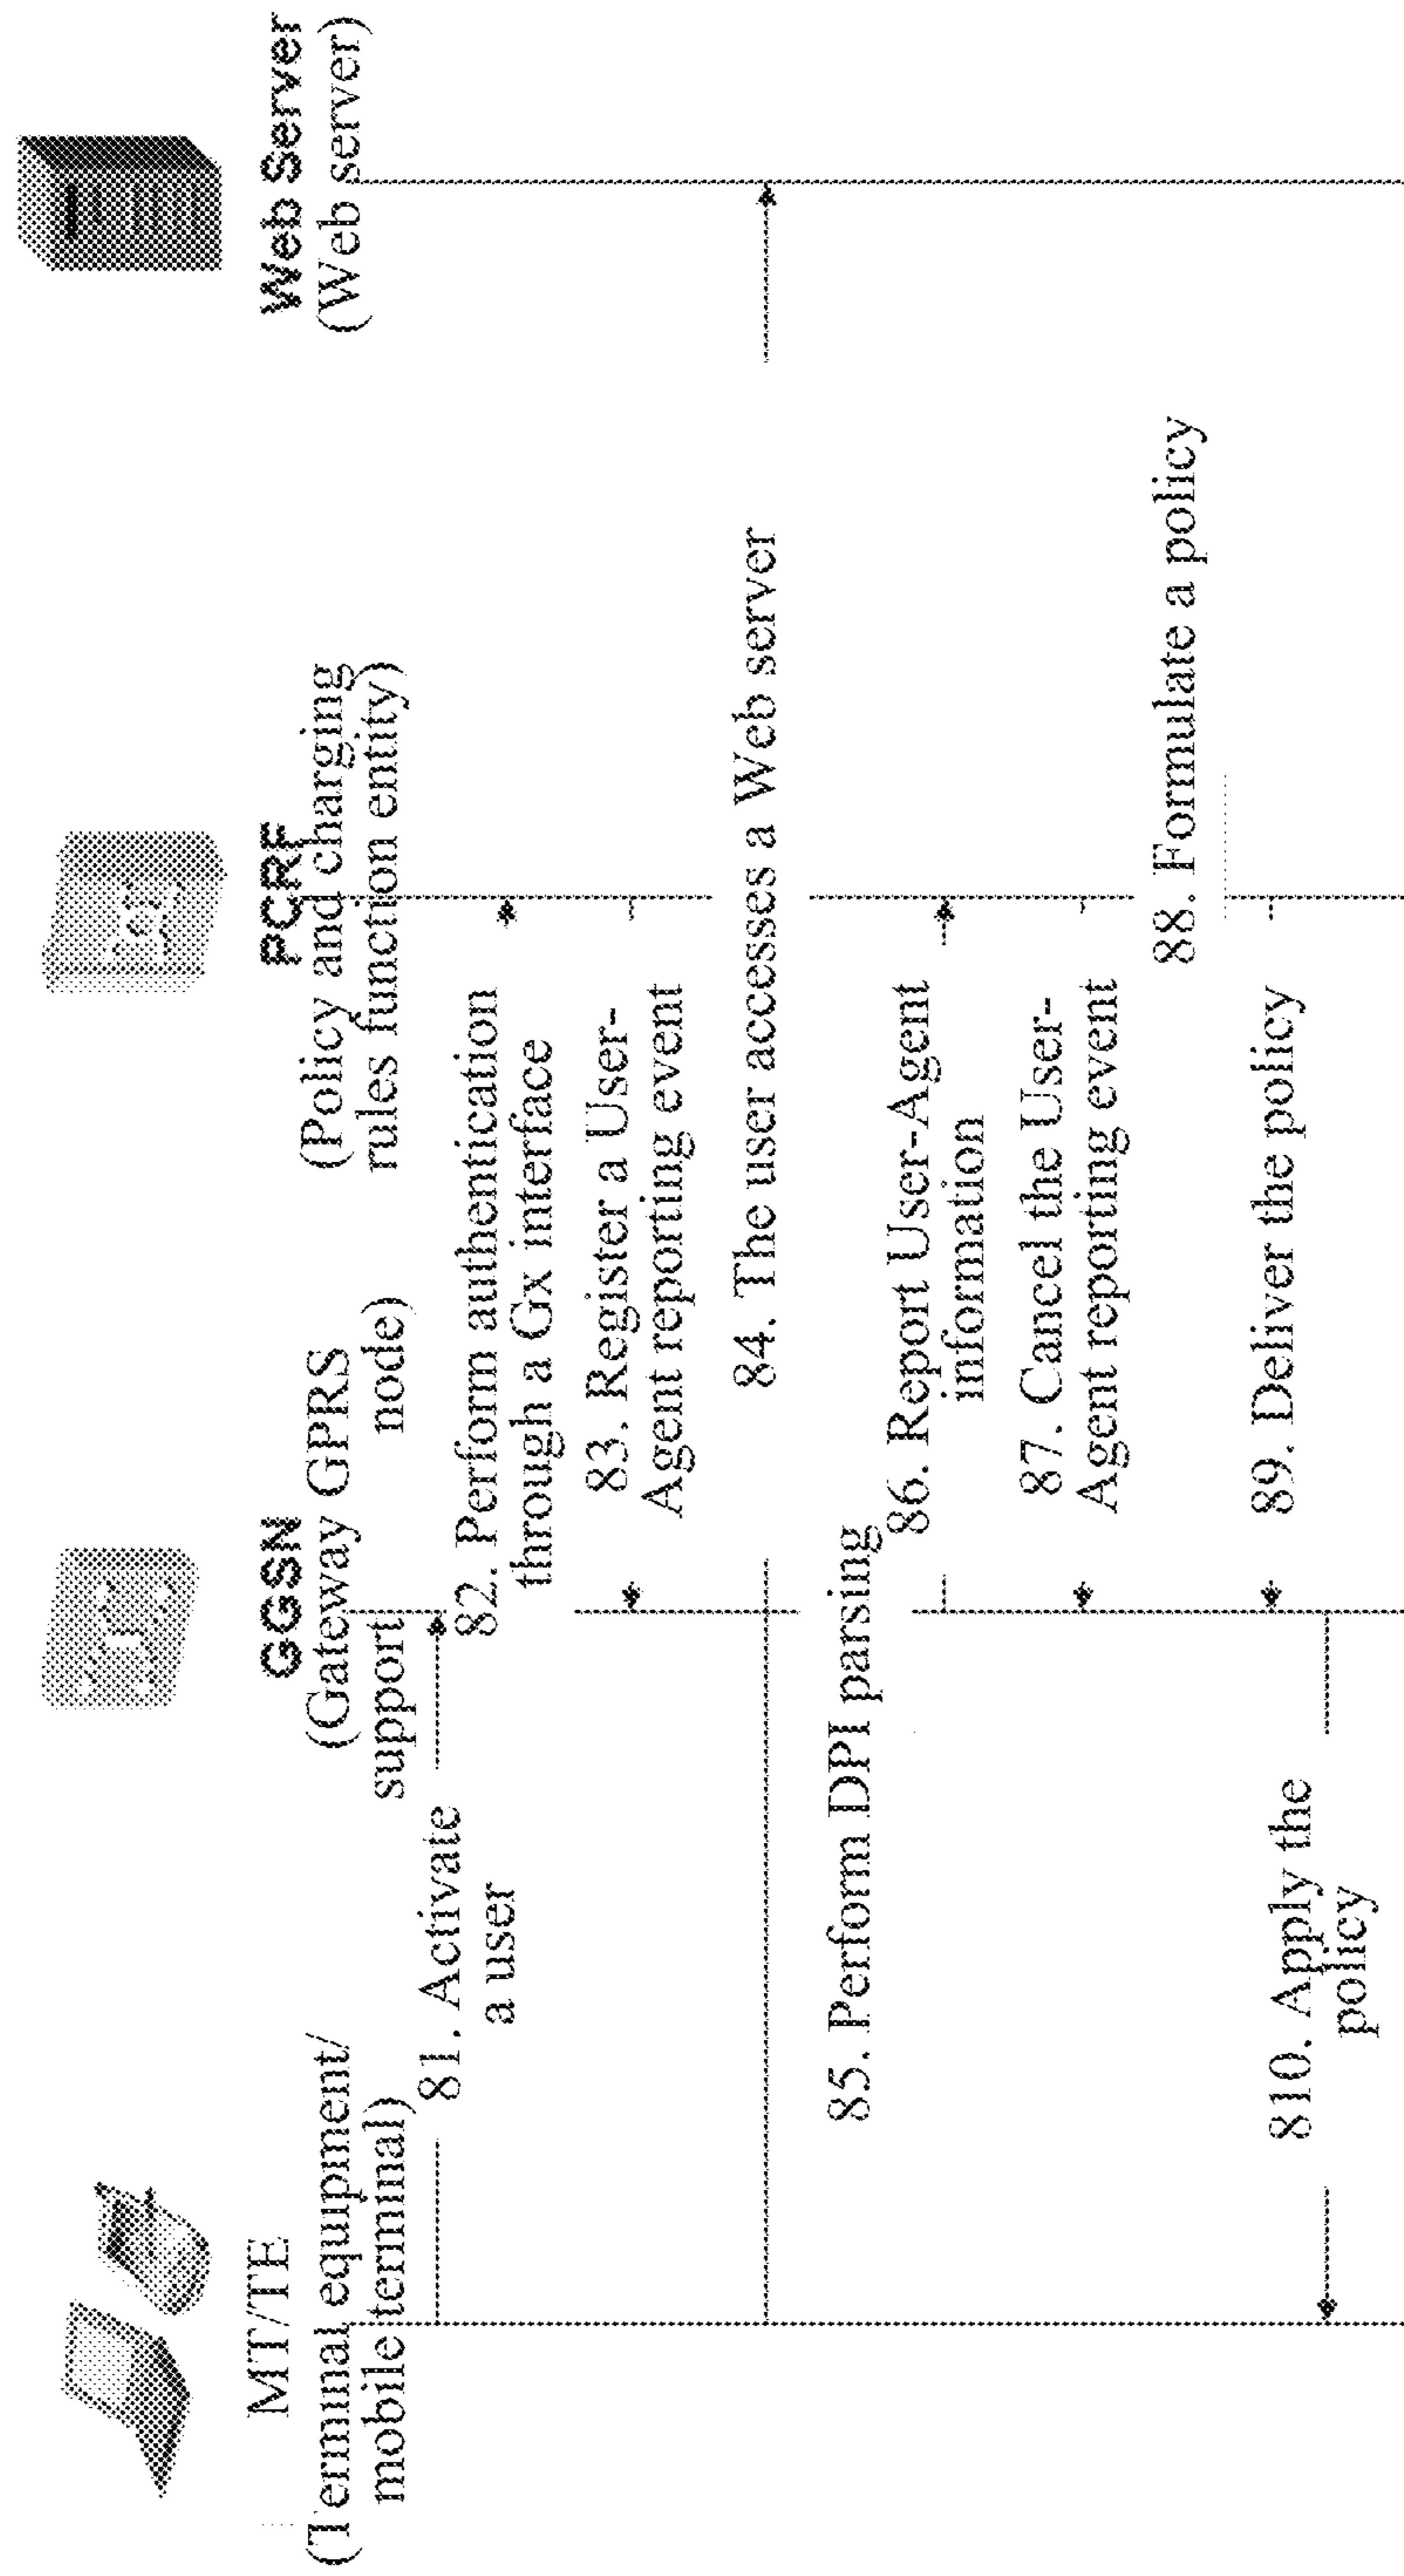 MT/TE
(Terminal equipment/
mobile terminal)
GGSN
(Gateway GPRS
support node)
PCRF
(Policy and charging
rules function entity)
Web Server
(Web server)
81. Activate
a user
82. Perform authentication
through a Gx interface
83. Register a User-
Agent reporting event
84. The user accesses a Web server
85. Perform DPI parsing
86. Report User-Agent
information
87. Cancel the User-
Agent reporting event
88. Formulate a policy
89. Deliver the policy
810. Apply the
policy